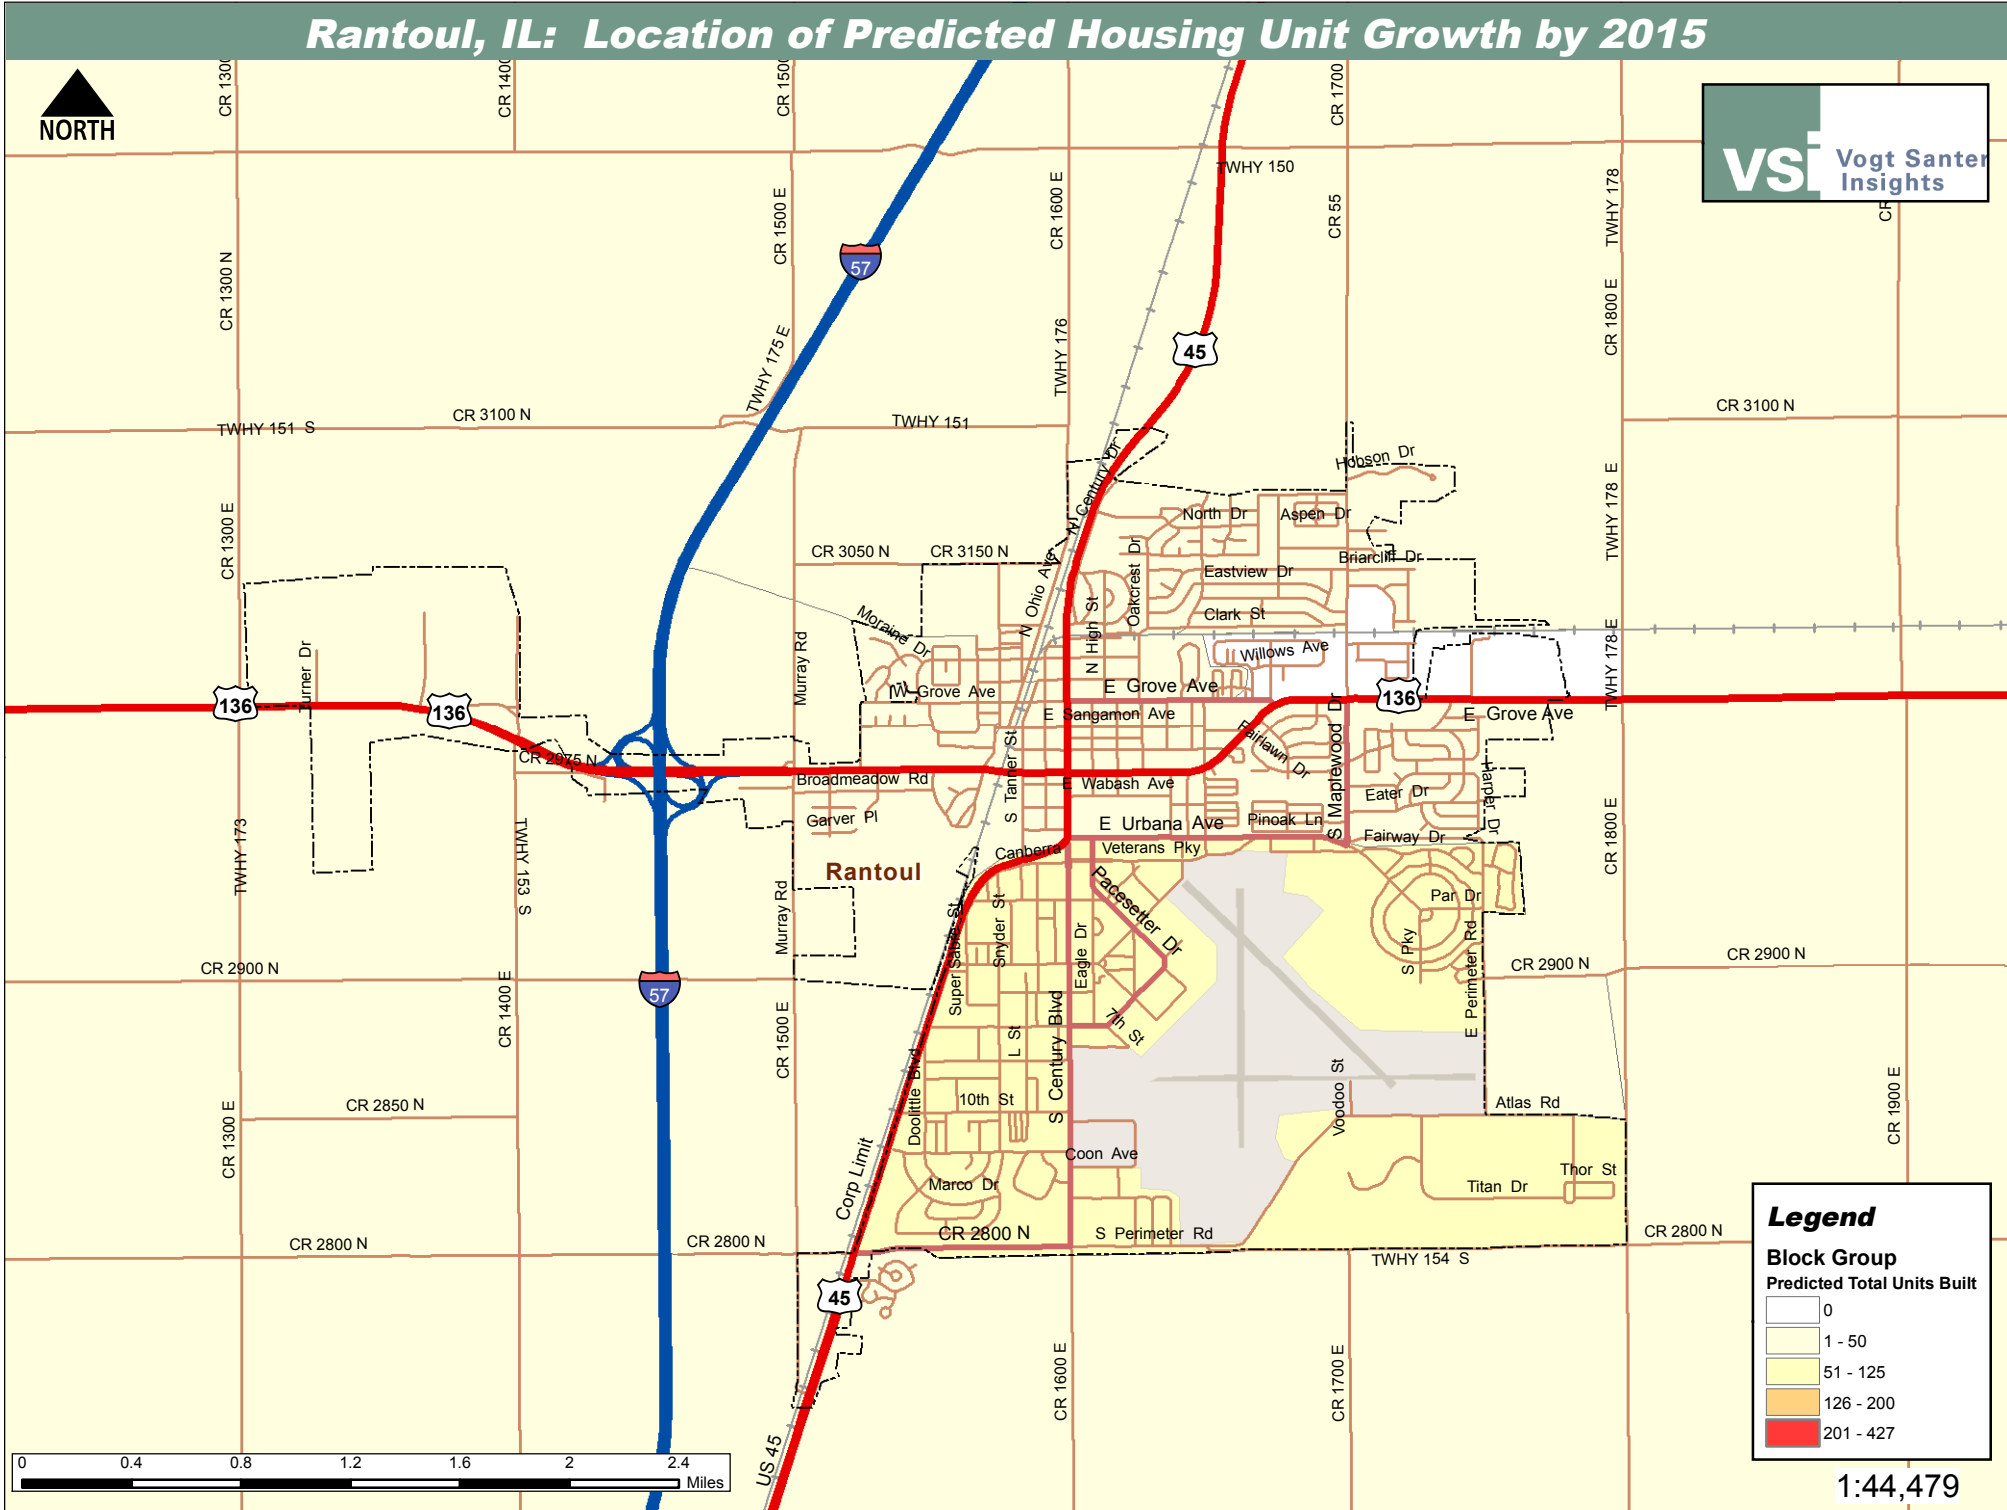 Rantoul, IL: Location of Predicted Housing Unit Growth by 2015
NORTH
CR 1300
CR 1400
CR 1500
CR 1700
vsi Vogt Santer
Insights
CR
TWHY 150
CR 1500 E
CR 1600 E
CR 55
TWHY 178
57
CR 1300 N
CR 1800 E
TWHY 176
45
TWHY 175 E
CR 3100 N
TWHY 151 S
TWHY 151
CR 3100 N
Hobson Dr
N Century Dr
North Dr
Aspen Dr
TWHY 178 E
CR 1300 E
CR 3050 N
CR 3150 N
N Ohio Ave
Oakcrest Dr
Briarcliff Dr
Eastview Dr
Clark St
Moraine Dr
N High St
Willows Ave
TWHY 178 E
Turner Dr
Murray Rd
W Grove Ave
E Grove Ave
136
136
136
E Sangamon Ave
E Grove Ave
S Maplewood Dr
Fairlawn Dr
S Tanner St
CR 2975 N
Broadmeadow Rd
E Wabash Ave
Eater Dr
Harper Dr
Garver Pl
E Urbana Ave
Pinoak Ln
Fairway Dr
CR 1800 E
TWHY 173
TWHY 153 S
Canberra
Veterans Pky
Rantoul
Pacesetter Dr
Par Dr
Murray Rd
Super Sabre St
Snyder St
Eagle Dr
S Pky
E Perimeter Rd
CR 2900 N
CR 2900 N
CR 2900 N
57
CR 1400 E
CR 1500 E
L St
S Century Blvd
7th St
Doolittle Blvd
Voodoo St
CR 2850 N
10th St
Atlas Rd
CR 1300 E
CR 1900 E
Corp Limit
Coon Ave
Marco Dr
Thor St
Titan Dr
CR 2800 N
CR 2800 N
CR 2800 N
S Perimeter Rd
TWHY 154 S
CR 2800 N
45
CR 1600 E
CR 1700 E
US 45
Legend
Block Group
Predicted Total Units Built
0
1 - 50
51 - 125
126 - 200
201 - 427
0 0.4 0.8 1.2 1.6 2 2.4
Miles
1:44,479